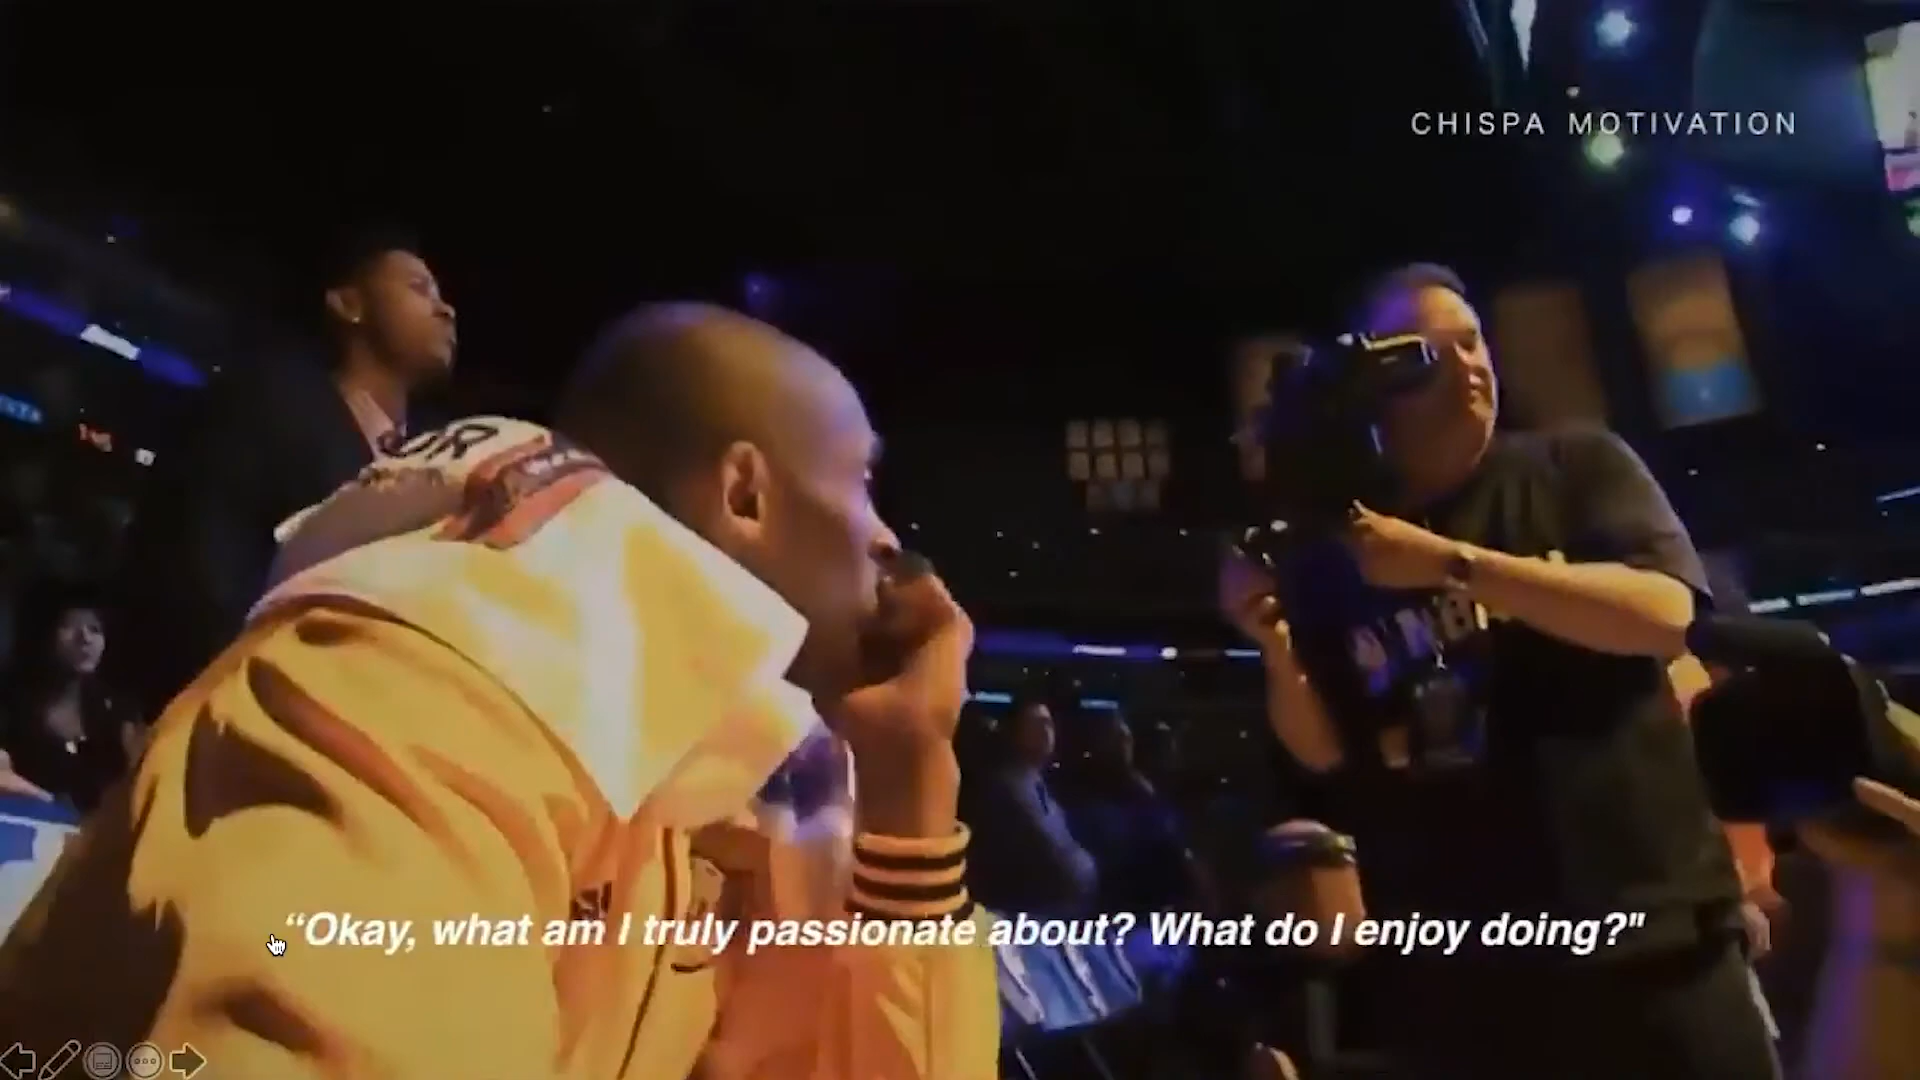 CHISPA MOTIVATION
“Okay, what am I truly passionate about? What do I enjoy doing?"